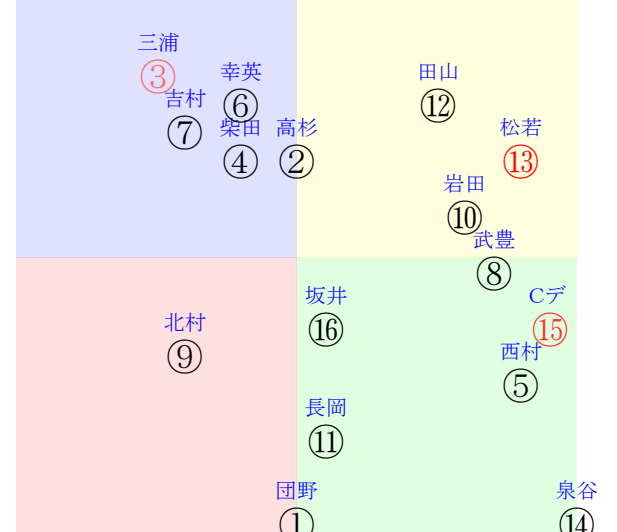 三浦
③
幸英
⑥
田山
⑫
吉村
⑦
柴田
④
高杉
②
松若
⑬
岩田
⑩
武豊
⑧
坂井
⑯
Cデ
⑮
北村
⑨
西村
⑤
長岡
⑪
団野
①
泉谷
⑭